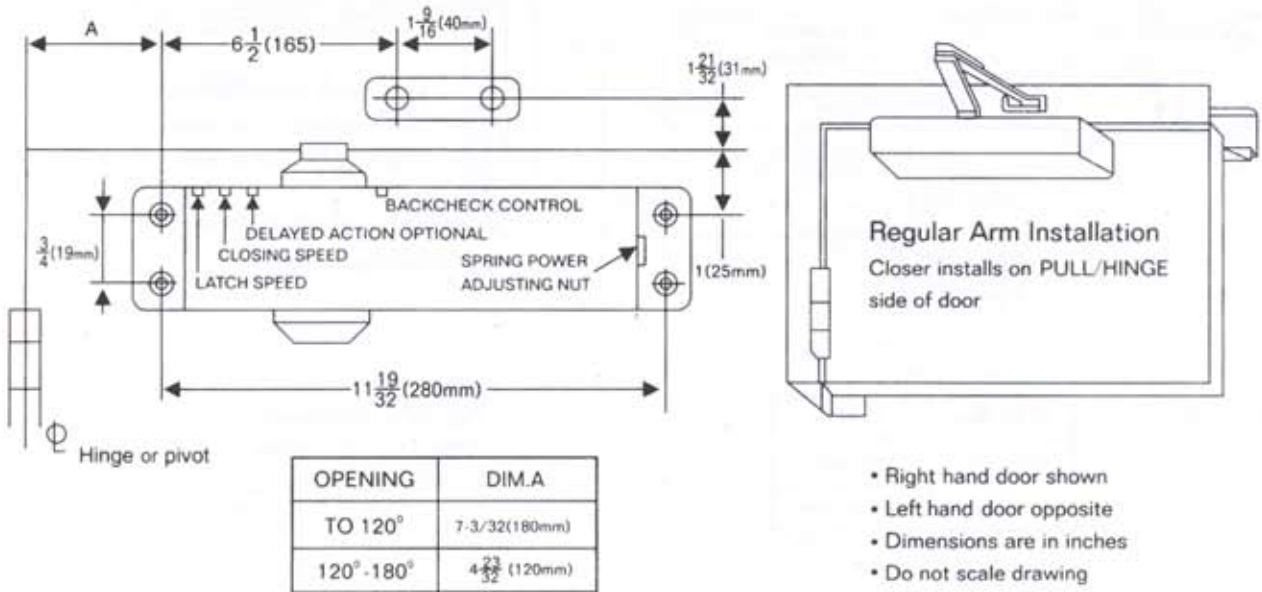 A
6 1/2 (165)
1 9/16 (40mm)
1 21/32 (31mm)
BACKCHECK CONTROL
DELAYED ACTION OPTIONAL
CLOSING SPEED
LATCH SPEED
SPRING POWER
ADJUSTING NUT
3/4 (19mm)
1(25mm)
11 19/32 (280mm)
℄ Hinge or pivot
OPENING DIM.A
TO 120° 7-3/32(180mm)
120°-180° 4 23/32 (120mm)
Regular Arm Installation
Closer installs on PULL/HINGE
side of door
• Right hand door shown
• Left hand door opposite
• Dimensions are in inches
• Do not scale drawing